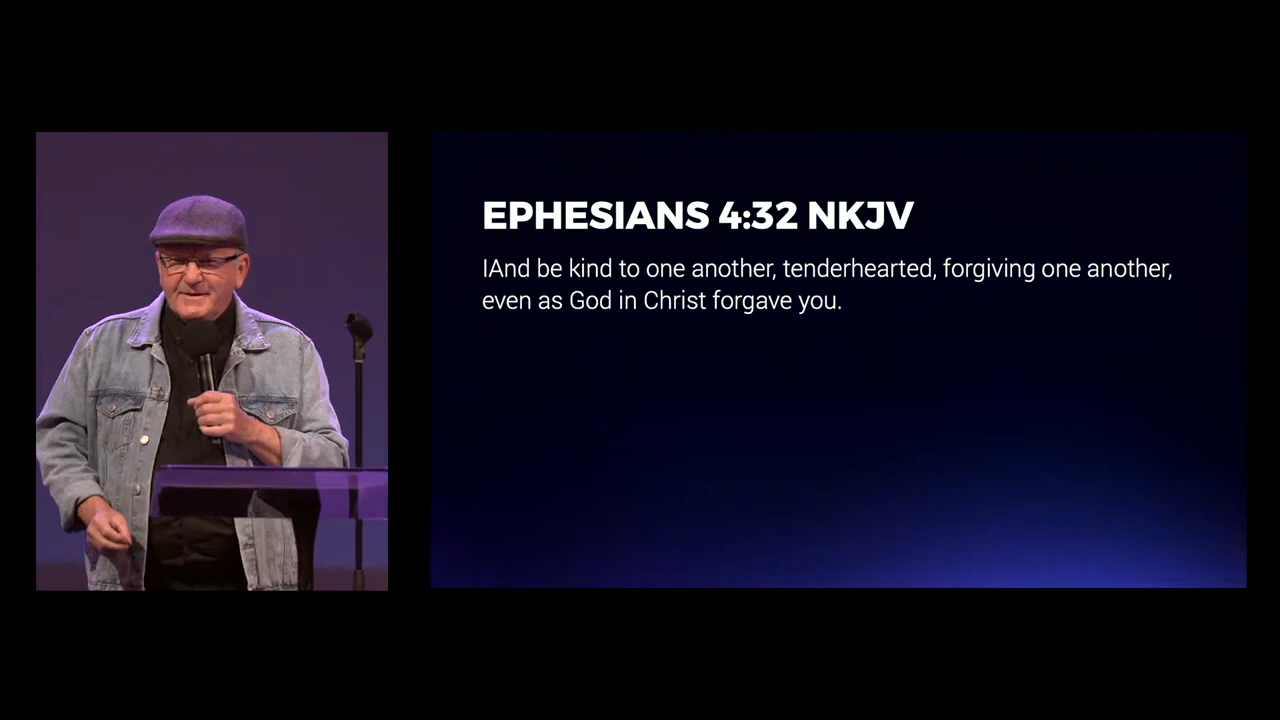 EPHESIANS 4:32 NKJV
IAnd be kind to one another, tenderhearted, forgiving one another,
even as God in Christ forgave you.